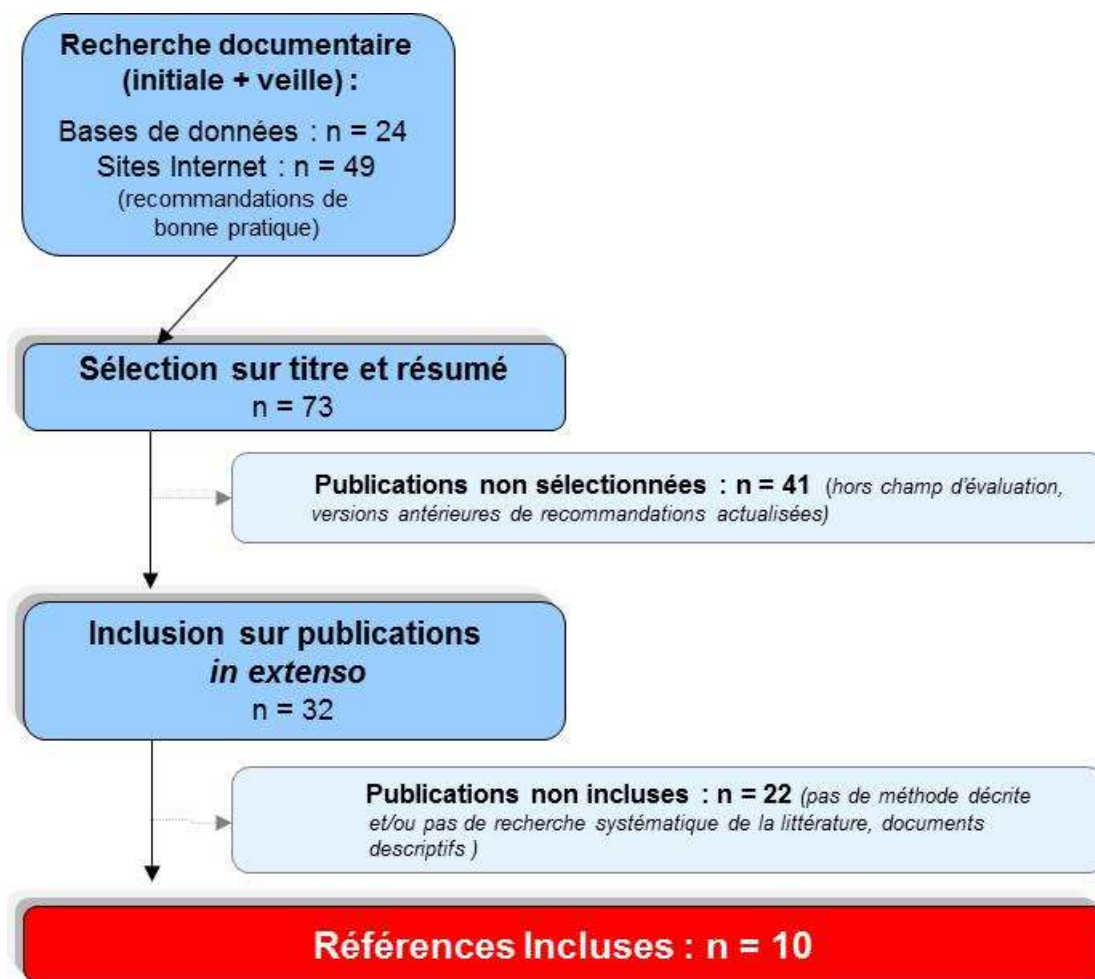 Recherche documentaire
(initiale + veille) :
Bases de données : n = 24
Sites Internet : n = 49
(recommandations de
bonne pratique)
Sélection sur titre et résumé
n = 73
Publications non sélectionnées : n = 41 (hors champ d'évaluation,
versions antérieures de recommandations actualisées)
Inclusion sur publications
in extenso
n = 32
Publications non incluses : n = 22 (pas de méthode décrite
et/ou pas de recherche systématique de la littérature, documents
descriptifs )
Références Incluses : n = 10